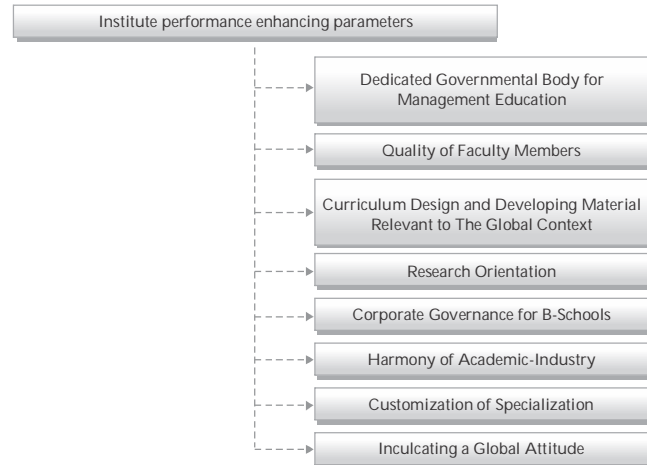 Institute performance enhancing parameters
Dedicated Governmental Body for
Management Education
Quality of Faculty Members
Curriculum Design and Developing Material
Relevant to The Global Context
Research Orientation
Corporate Governance for B-Schools
Harmony of Academic-Industry
Customization of Specialization
Inculcating a Global Attitude